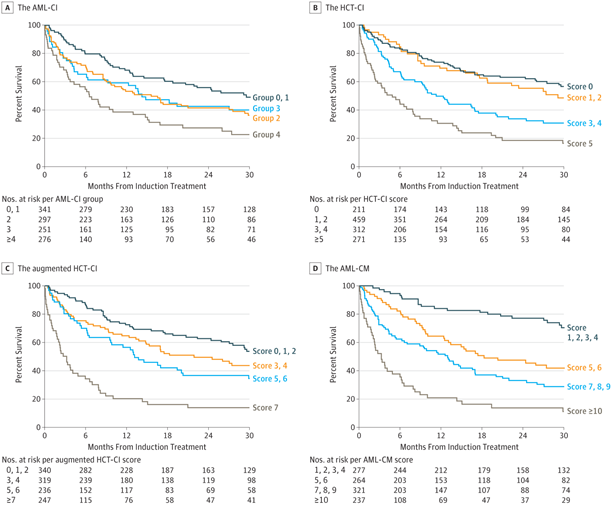 A The AML-CI
100
80
60
40
20
0
Percent Survival
Group 0, 1
Group 3
Group 2
Group 4
0 6 12 18 24 30
Months From Induction Treatment
Nos. at risk per AML-CI group
0, 1 341 279 230 183 157 128
2 297 223 163 126 110 86
3 251 161 125 95 82 71
≥4 276 140 93 70 56 46
B The HCT-CI
100
80
60
40
20
0
Percent Survival
Score 0
Score 1, 2
Score 3, 4
Score 5
0 6 12 18 24 30
Months From Induction Treatment
Nos. at risk per HCT-CI score
0 211 174 143 118 99 84
1, 2 459 351 264 209 184 145
3, 4 312 206 154 116 95 80
≥5 271 135 93 65 53 44
C The augmented HCT-CI
100
80
60
40
20
0
Percent Survival
Score 0, 1, 2
Score 3, 4
Score 5, 6
Score 7
0 6 12 18 24 30
Months From Induction Treatment
Nos. at risk per augmented HCT-CI score
0, 1, 2 340 282 228 187 163 129
3, 4 319 239 180 138 119 98
5, 6 236 152 117 83 69 58
≥7 247 115 76 58 47 41
D The AML-CM
100
80
60
40
20
0
Percent Survival
Score
1, 2, 3, 4
Score 5, 6
Score 7, 8, 9
Score ≥10
0 6 12 18 24 30
Months From Induction Treatment
Nos. at risk per AML-CM score
1, 2, 3, 4 277 244 212 179 158 132
5, 6 264 203 153 118 104 82
7, 8, 9 321 203 147 107 88 74
≥10 237 108 69 47 37 29